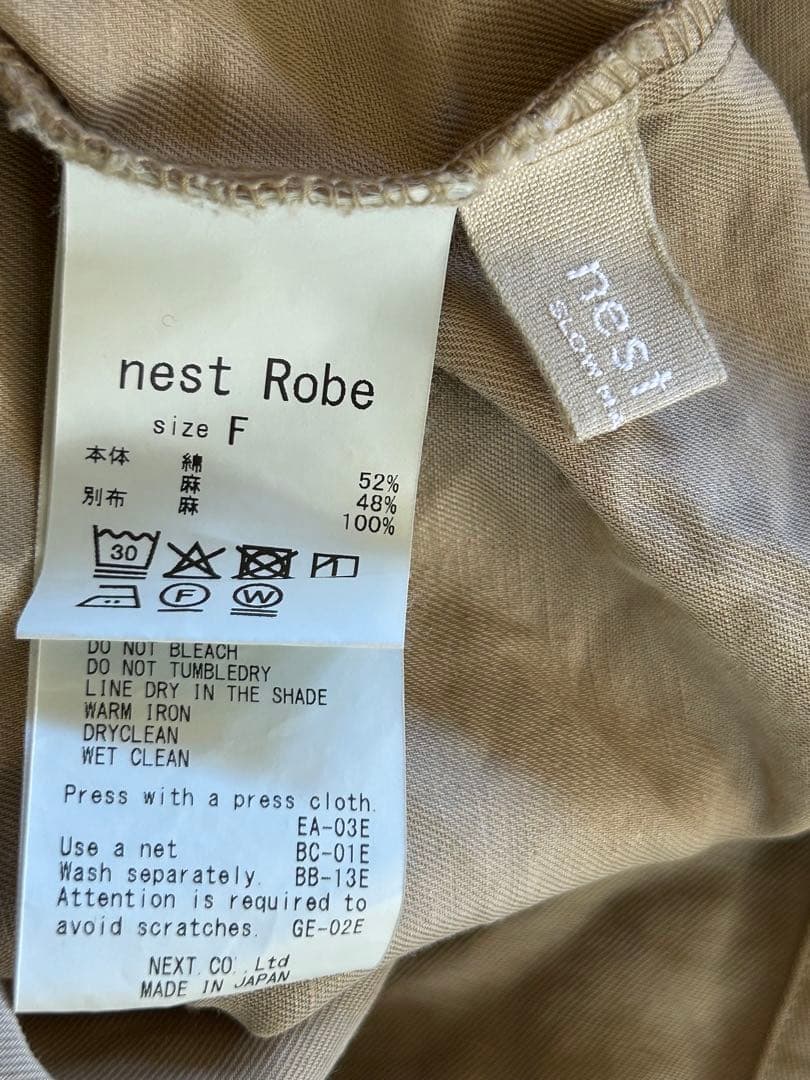 nest Robe
size F
本体 綿 52%
麻 48%
別布 麻 100%
30
F W
DO NOT BLEACH
DO NOT TUMBLEDRY
LINE DRY IN THE SHADE
WARM IRON
DRYCLEAN
WET CLEAN
Press with a press cloth.
EA-03E
Use a net BC-01E
Wash separately. BB-13E
Attention is required to
avoid scratches. GE-02E
NEXT. CO., Ltd
MADE IN JAPAN
nest
SLOW